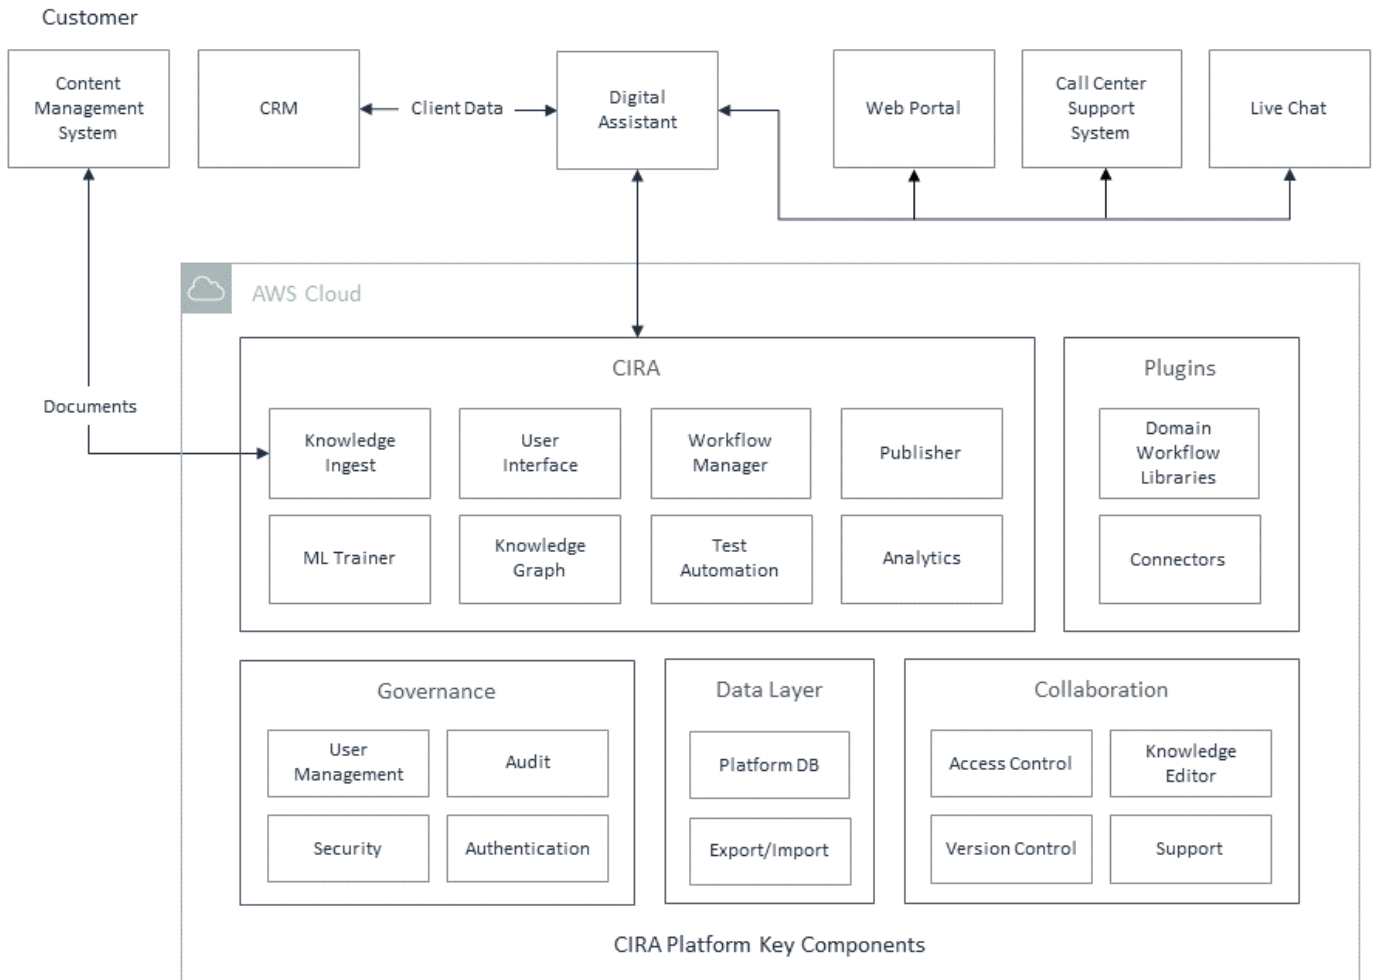 Customer
Content
Management
System
CRM
Client Data
Digital
Assistant
Web Portal
Call Center
Support
System
Live Chat
AWS Cloud
Documents
CIRA
Knowledge
Ingest
User
Interface
Workflow
Manager
Publisher
ML Trainer
Knowledge
Graph
Test
Automation
Analytics
Plugins
Domain
Workflow
Libraries
Connectors
Governance
User
Management
Audit
Security
Authentication
Data Layer
Platform DB
Export/Import
Collaboration
Access Control
Knowledge
Editor
Version Control
Support
CIRA Platform Key Components